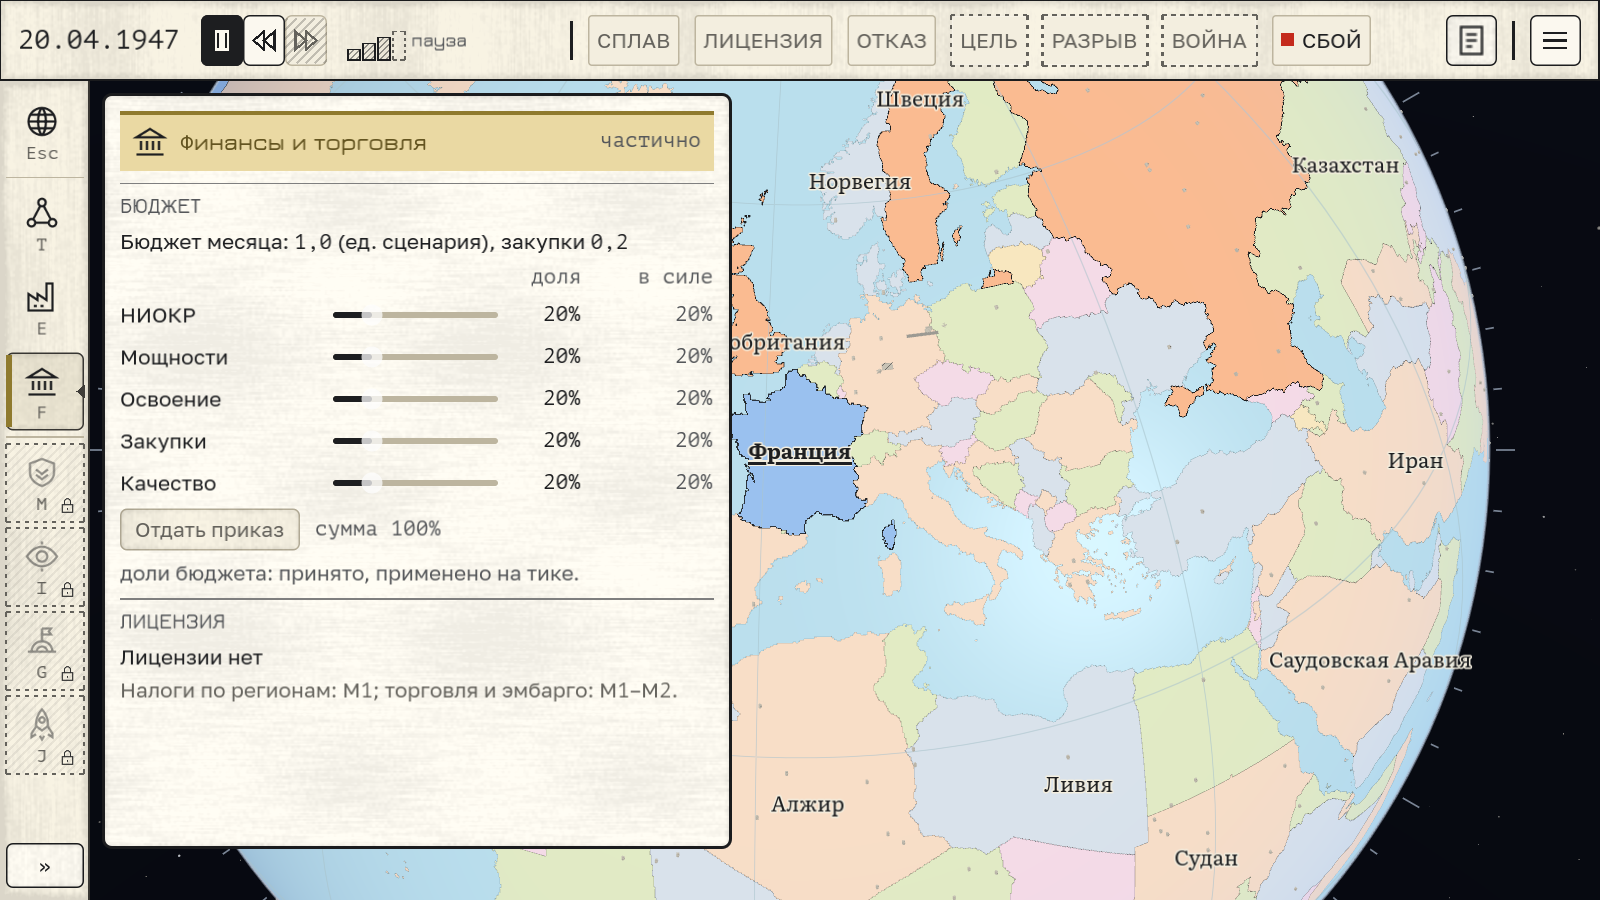 20.04.1947
пауза
СПЛАВ
ЛИЦЕНЗИЯ
ОТКАЗ
ЦЕЛЬ
РАЗРЫВ
ВОЙНА
СБОЙ
Esc
T
E
F
M
I
G
J
»
Финансы и торговля
частично
БЮДЖЕТ
Бюджет месяца: 1,0 (ед. сценария), закупки 0,2
доля в силе
НИОКР 20% 20%
Мощности 20% 20%
Освоение 20% 20%
Закупки 20% 20%
Качество 20% 20%
Отдать приказ сумма 100%
доли бюджета: принято, применено на тике.
ЛИЦЕНЗИЯ
Лицензии нет
Налоги по регионам: М1; торговля и эмбарго: М1–М2.
Швеция
Казахстан
Норвегия
обритания
Франция
Иран
Саудовская Аравия
Ливия
Алжир
Судан